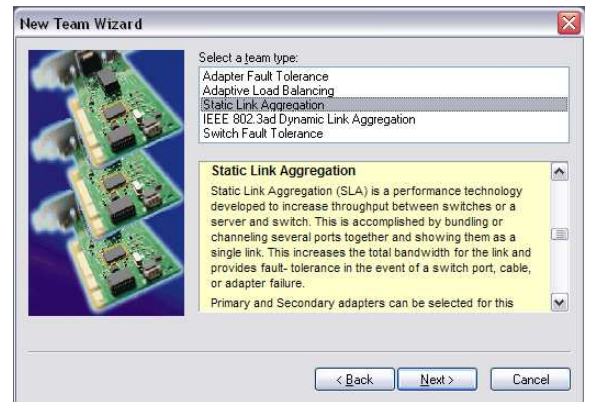 New Team Wizard
Select a team type:
Adapter Fault Tolerance
Adaptive Load Balancing
Static Link Aggregation
IEEE 802.3ad Dynamic Link Aggregation
Switch Fault Tolerance
Static Link Aggregation
Static Link Aggregation (SLA) is a performance technology
developed to increase throughput between switches or a
server and switch. This is accomplished by bundling or
channeling several ports together and showing them as a
single link. This increases the total bandwidth for the link and
provides fault- tolerance in the event of a switch port, cable,
or adapter failure.
Primary and Secondary adapters can be selected for this
< Back
Next >
Cancel